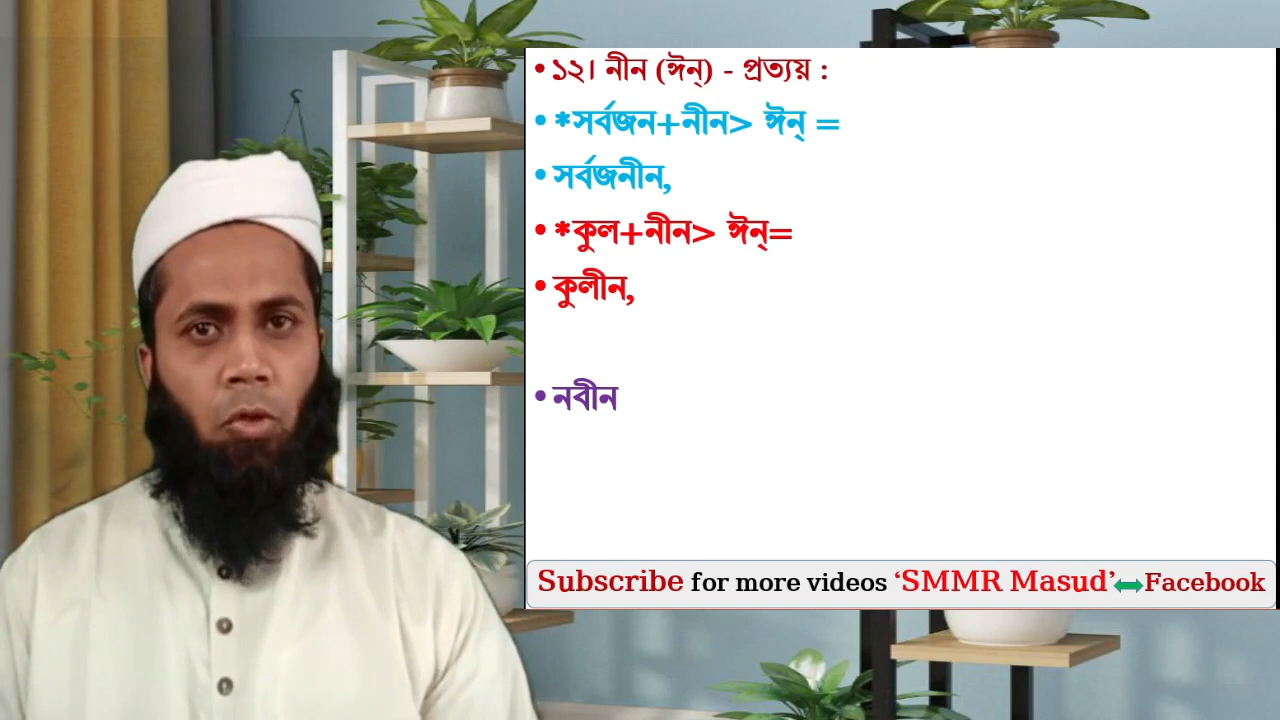 • ১২। নীন (ঈন্) - প্রত্যয় :
• *সর্বজন+নীন> ঈন্ =
• সর্বজনীন,
• *কুল+নীন> ঈন্=
• কুলীন,
• নবীন
Subscribe for more videos ‘SMMR Masud’⬌Facebook